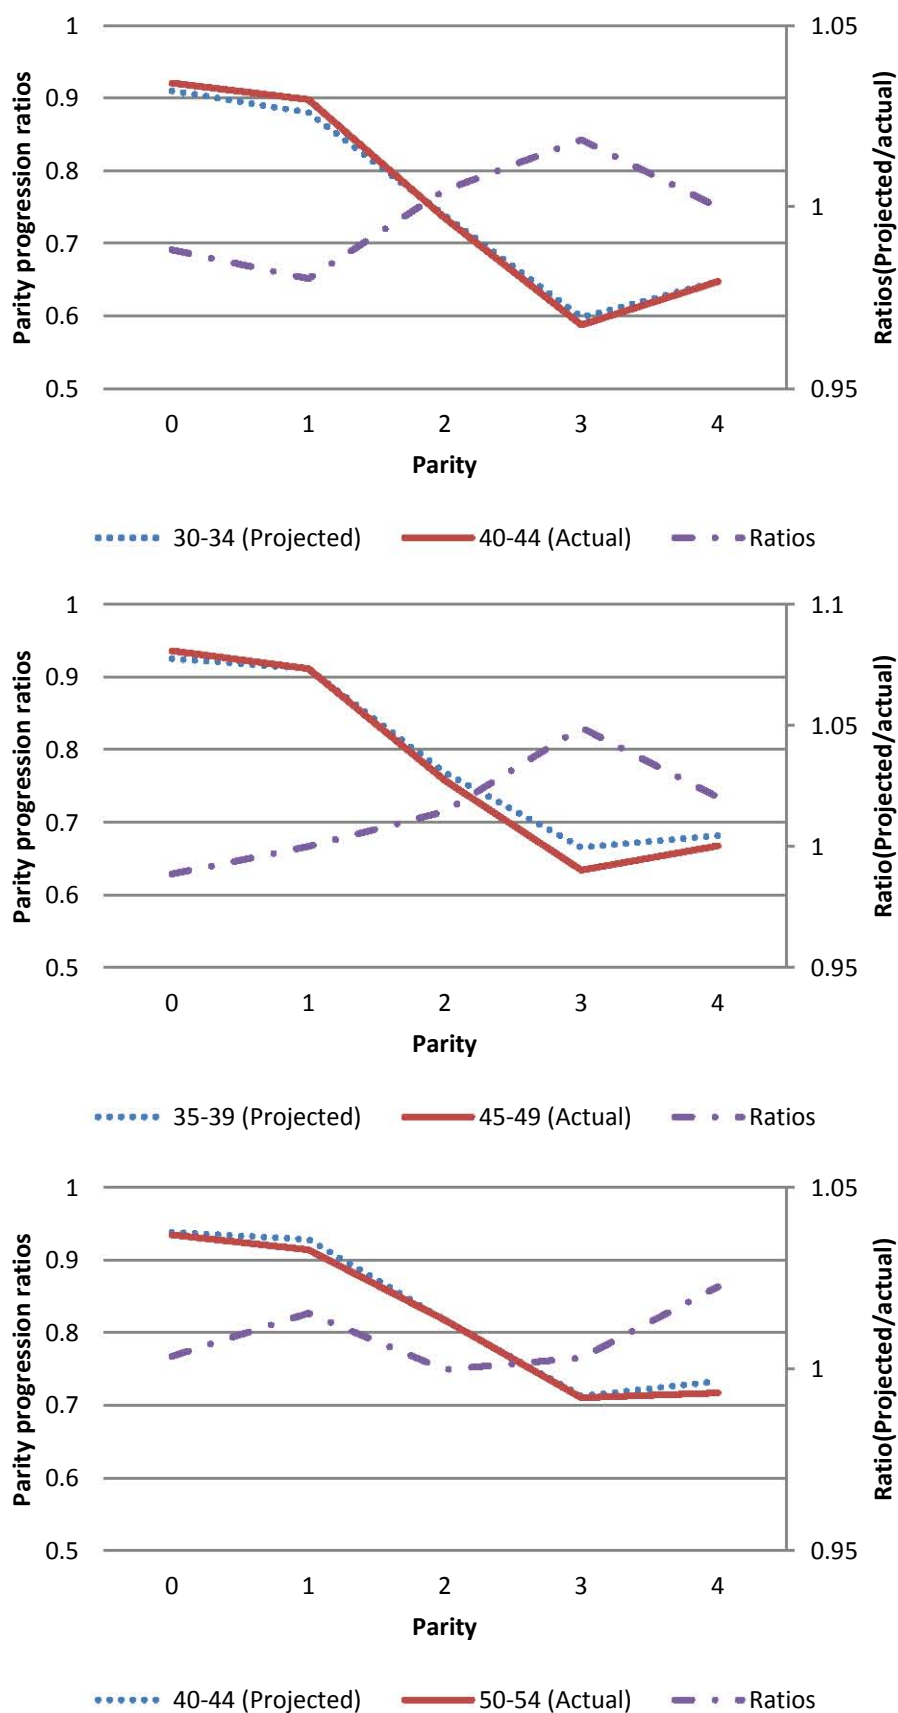 Parity progression ratios
1
0.9
0.8
0.7
0.6
0.5
1.05
1
0.95
Ratios(Projected/actual)
0 1 2 3 4
Parity
30-34 (Projected) 40-44 (Actual) Ratios
Parity progression ratios
1
0.9
0.8
0.7
0.6
0.5
1.1
1.05
1
0.95
Ratio(Projected/actual)
0 1 2 3 4
Parity
35-39 (Projected) 45-49 (Actual) Ratios
Parity progression ratios
1
0.9
0.8
0.7
0.6
0.5
1.05
1
0.95
Ratio(Projected/actual)
0 1 2 3 4
Parity
40-44 (Projected) 50-54 (Actual) Ratios